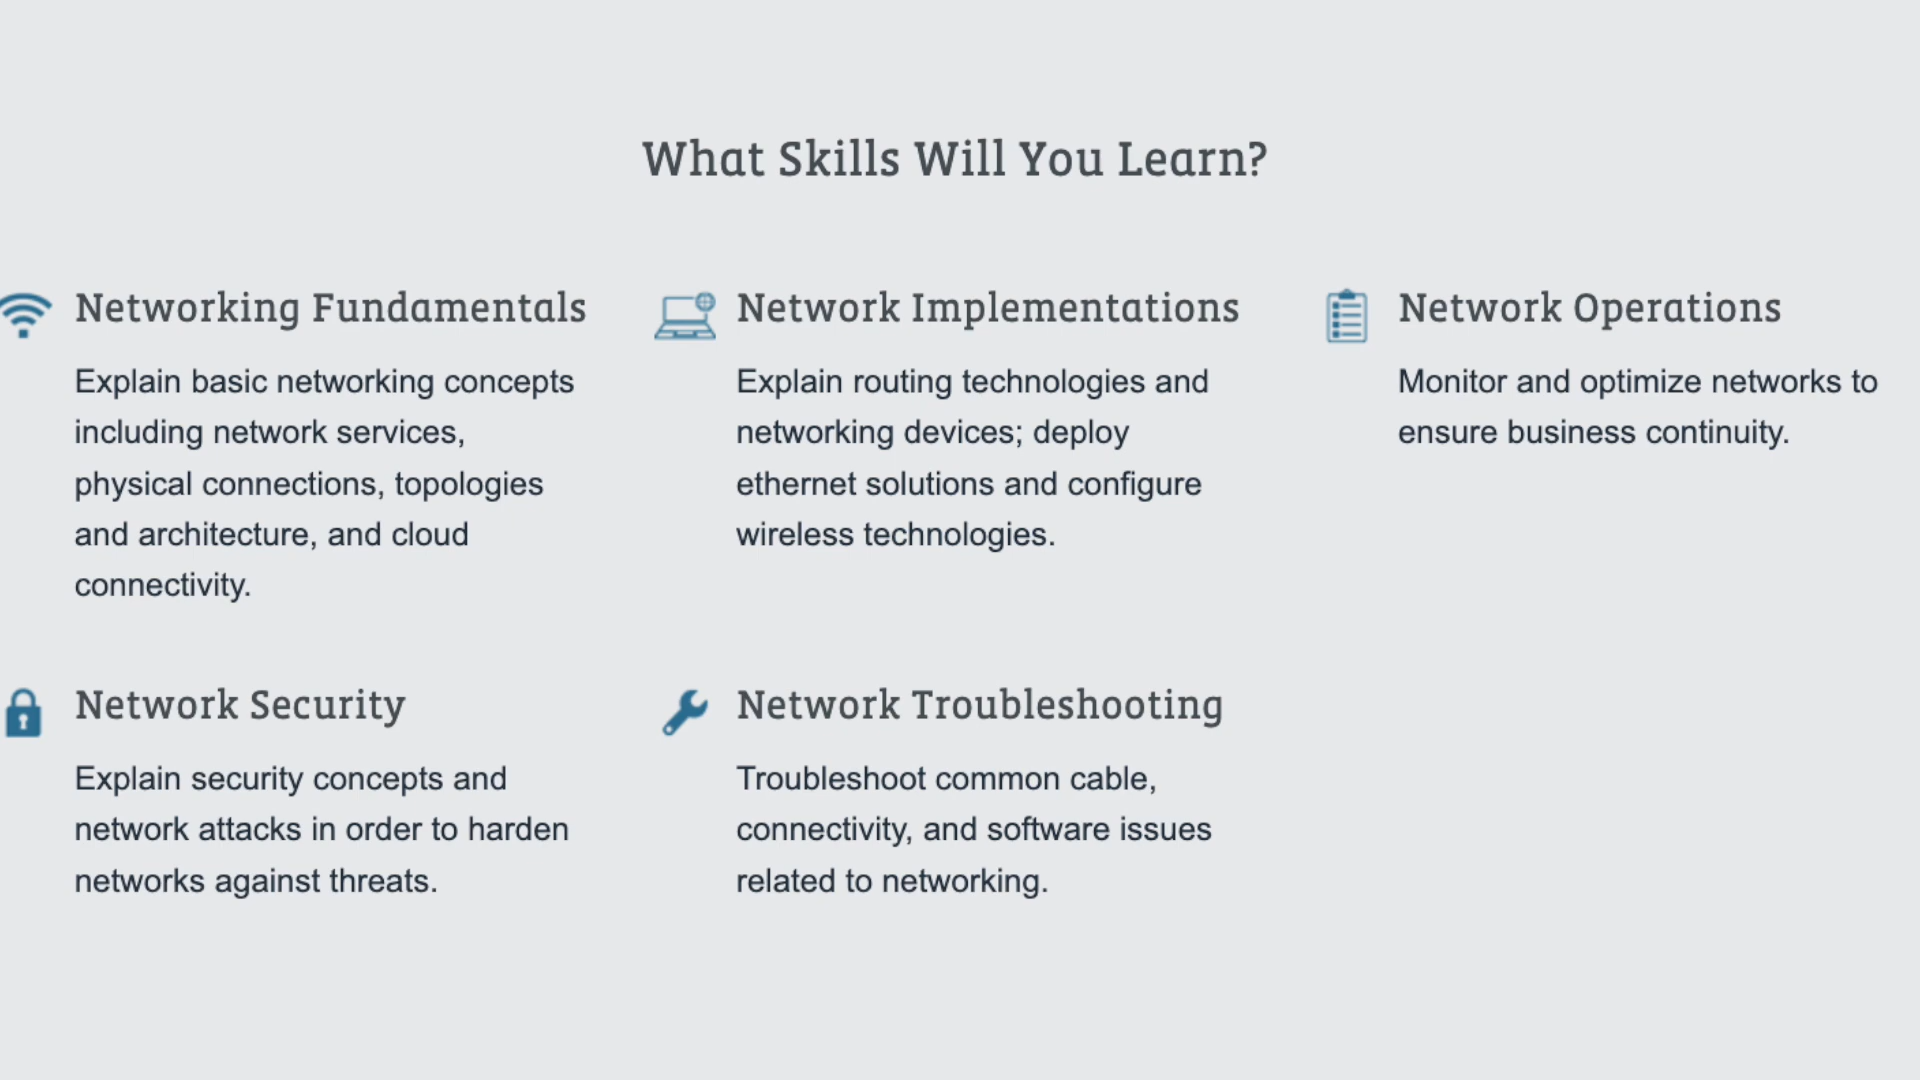 What Skills Will You Learn?
Networking Fundamentals
Explain basic networking concepts
including network services,
physical connections, topologies
and architecture, and cloud
connectivity.
Network Implementations
Explain routing technologies and
networking devices; deploy
ethernet solutions and configure
wireless technologies.
Network Operations
Monitor and optimize networks to
ensure business continuity.
Network Security
Explain security concepts and
network attacks in order to harden
networks against threats.
Network Troubleshooting
Troubleshoot common cable,
connectivity, and software issues
related to networking.